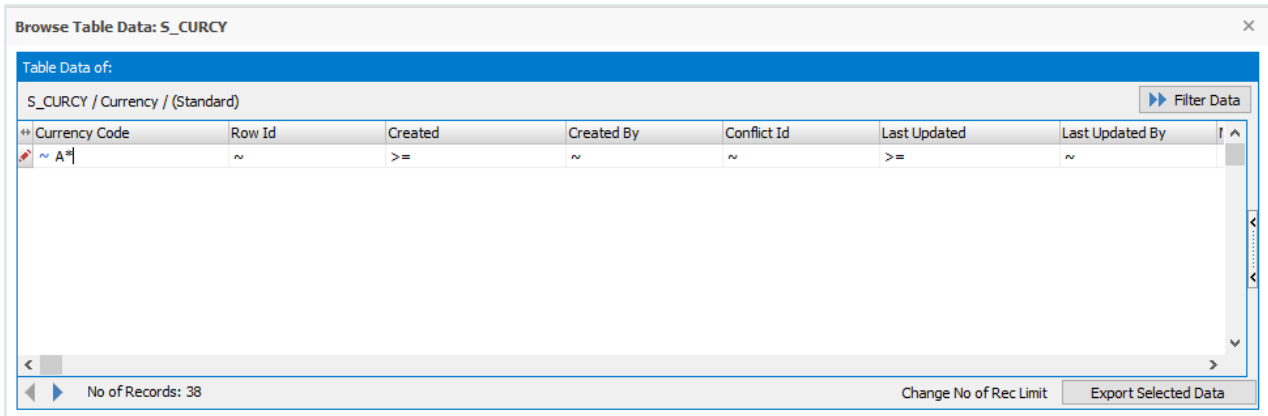 Browse Table Data: S_CURCY
Table Data of:
S_CURCY / Currency / (Standard) Filter Data
Currency Code Row Id Created Created By Conflict Id Last Updated Last Updated By
~ A* ~ >= ~ ~ >= ~
No of Records: 38 Change No of Rec Limit Export Selected Data